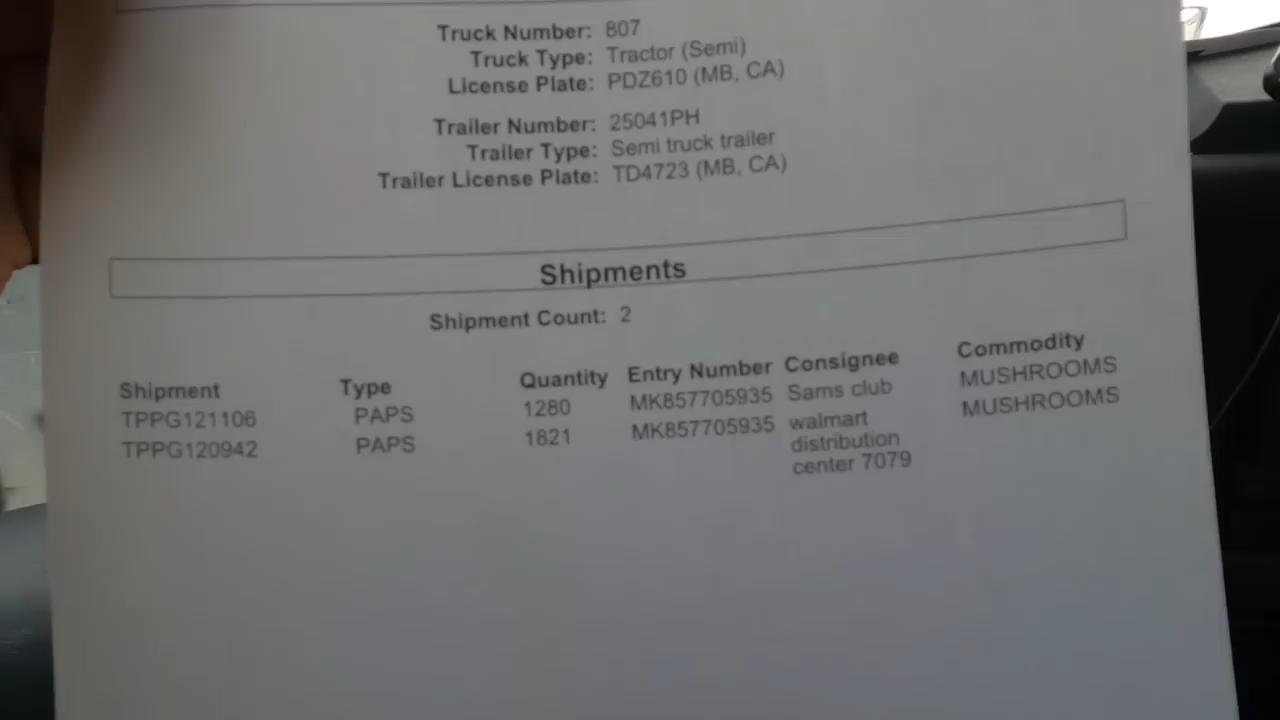 Truck Number: 807
Truck Type: Tractor (Semi)
License Plate: PDZ610 (MB, CA)
Trailer Number: 25041PH
Trailer Type: Semi truck trailer
Trailer License Plate: TD4723 (MB, CA)
Shipments
Shipment Count: 2
Shipment Type Quantity Entry Number Consignee Commodity
TPPG121106 PAPS 1280 MK857705935 Sams club MUSHROOMS
TPPG120942 PAPS 1821 MK857705935 walmart MUSHROOMS
distribution
center 7079